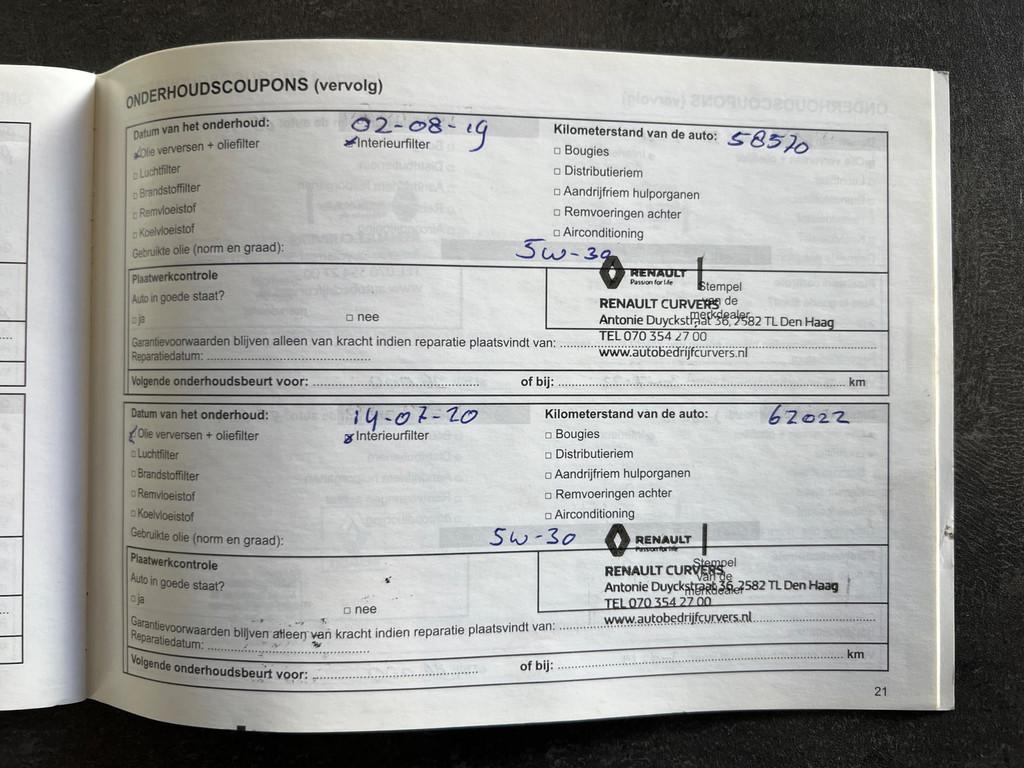 ONDERHOUDSCOUPONS (vervolg)
Datum van het onderhoud: 02-08-19 Kilometerstand van de auto: 58570
Olie verversen + oliefilter Interieurfilter Bougies
Luchtfilter Distributieriem
Brandstoffilter Aandrijfriem hulporganen
Remvloeistof Remvoeringen achter
Koelvloeistof Airconditioning
Gebruikte olie (norm en graad): 5W-30
Plaatwerkcontrole
Auto in goede staat?
ja nee
RENAULT
Passion for life
Stempel
van de
merkdealer
RENAULT CURVERS
Antonie Duyckstraat 36, 2582 TL Den Haag
TEL 070 354 27 00
www.autobedrijfcurvers.nl
Garantievoorwaarden blijven alleen van kracht indien reparatie plaatsvindt van:
Reparatiedatum:
Volgende onderhoudsbeurt voor: of bij: km
Datum van het onderhoud: 14-07-20 Kilometerstand van de auto: 62022
Olie verversen + oliefilter Interieurfilter Bougies
Luchtfilter Distributieriem
Brandstoffilter Aandrijfriem hulporganen
Remvloeistof Remvoeringen achter
Koelvloeistof Airconditioning
Gebruikte olie (norm en graad): 5W-30
Plaatwerkcontrole
Auto in goede staat?
ja nee
RENAULT
Passion for life
Stempel
van de
merkdealer
RENAULT CURVERS
Antonie Duyckstraat 36, 2582 TL Den Haag
TEL 070 354 27 00
www.autobedrijfcurvers.nl
Garantievoorwaarden blijven alleen van kracht indien reparatie plaatsvindt van:
Reparatiedatum:
Volgende onderhoudsbeurt voor: of bij: km
21